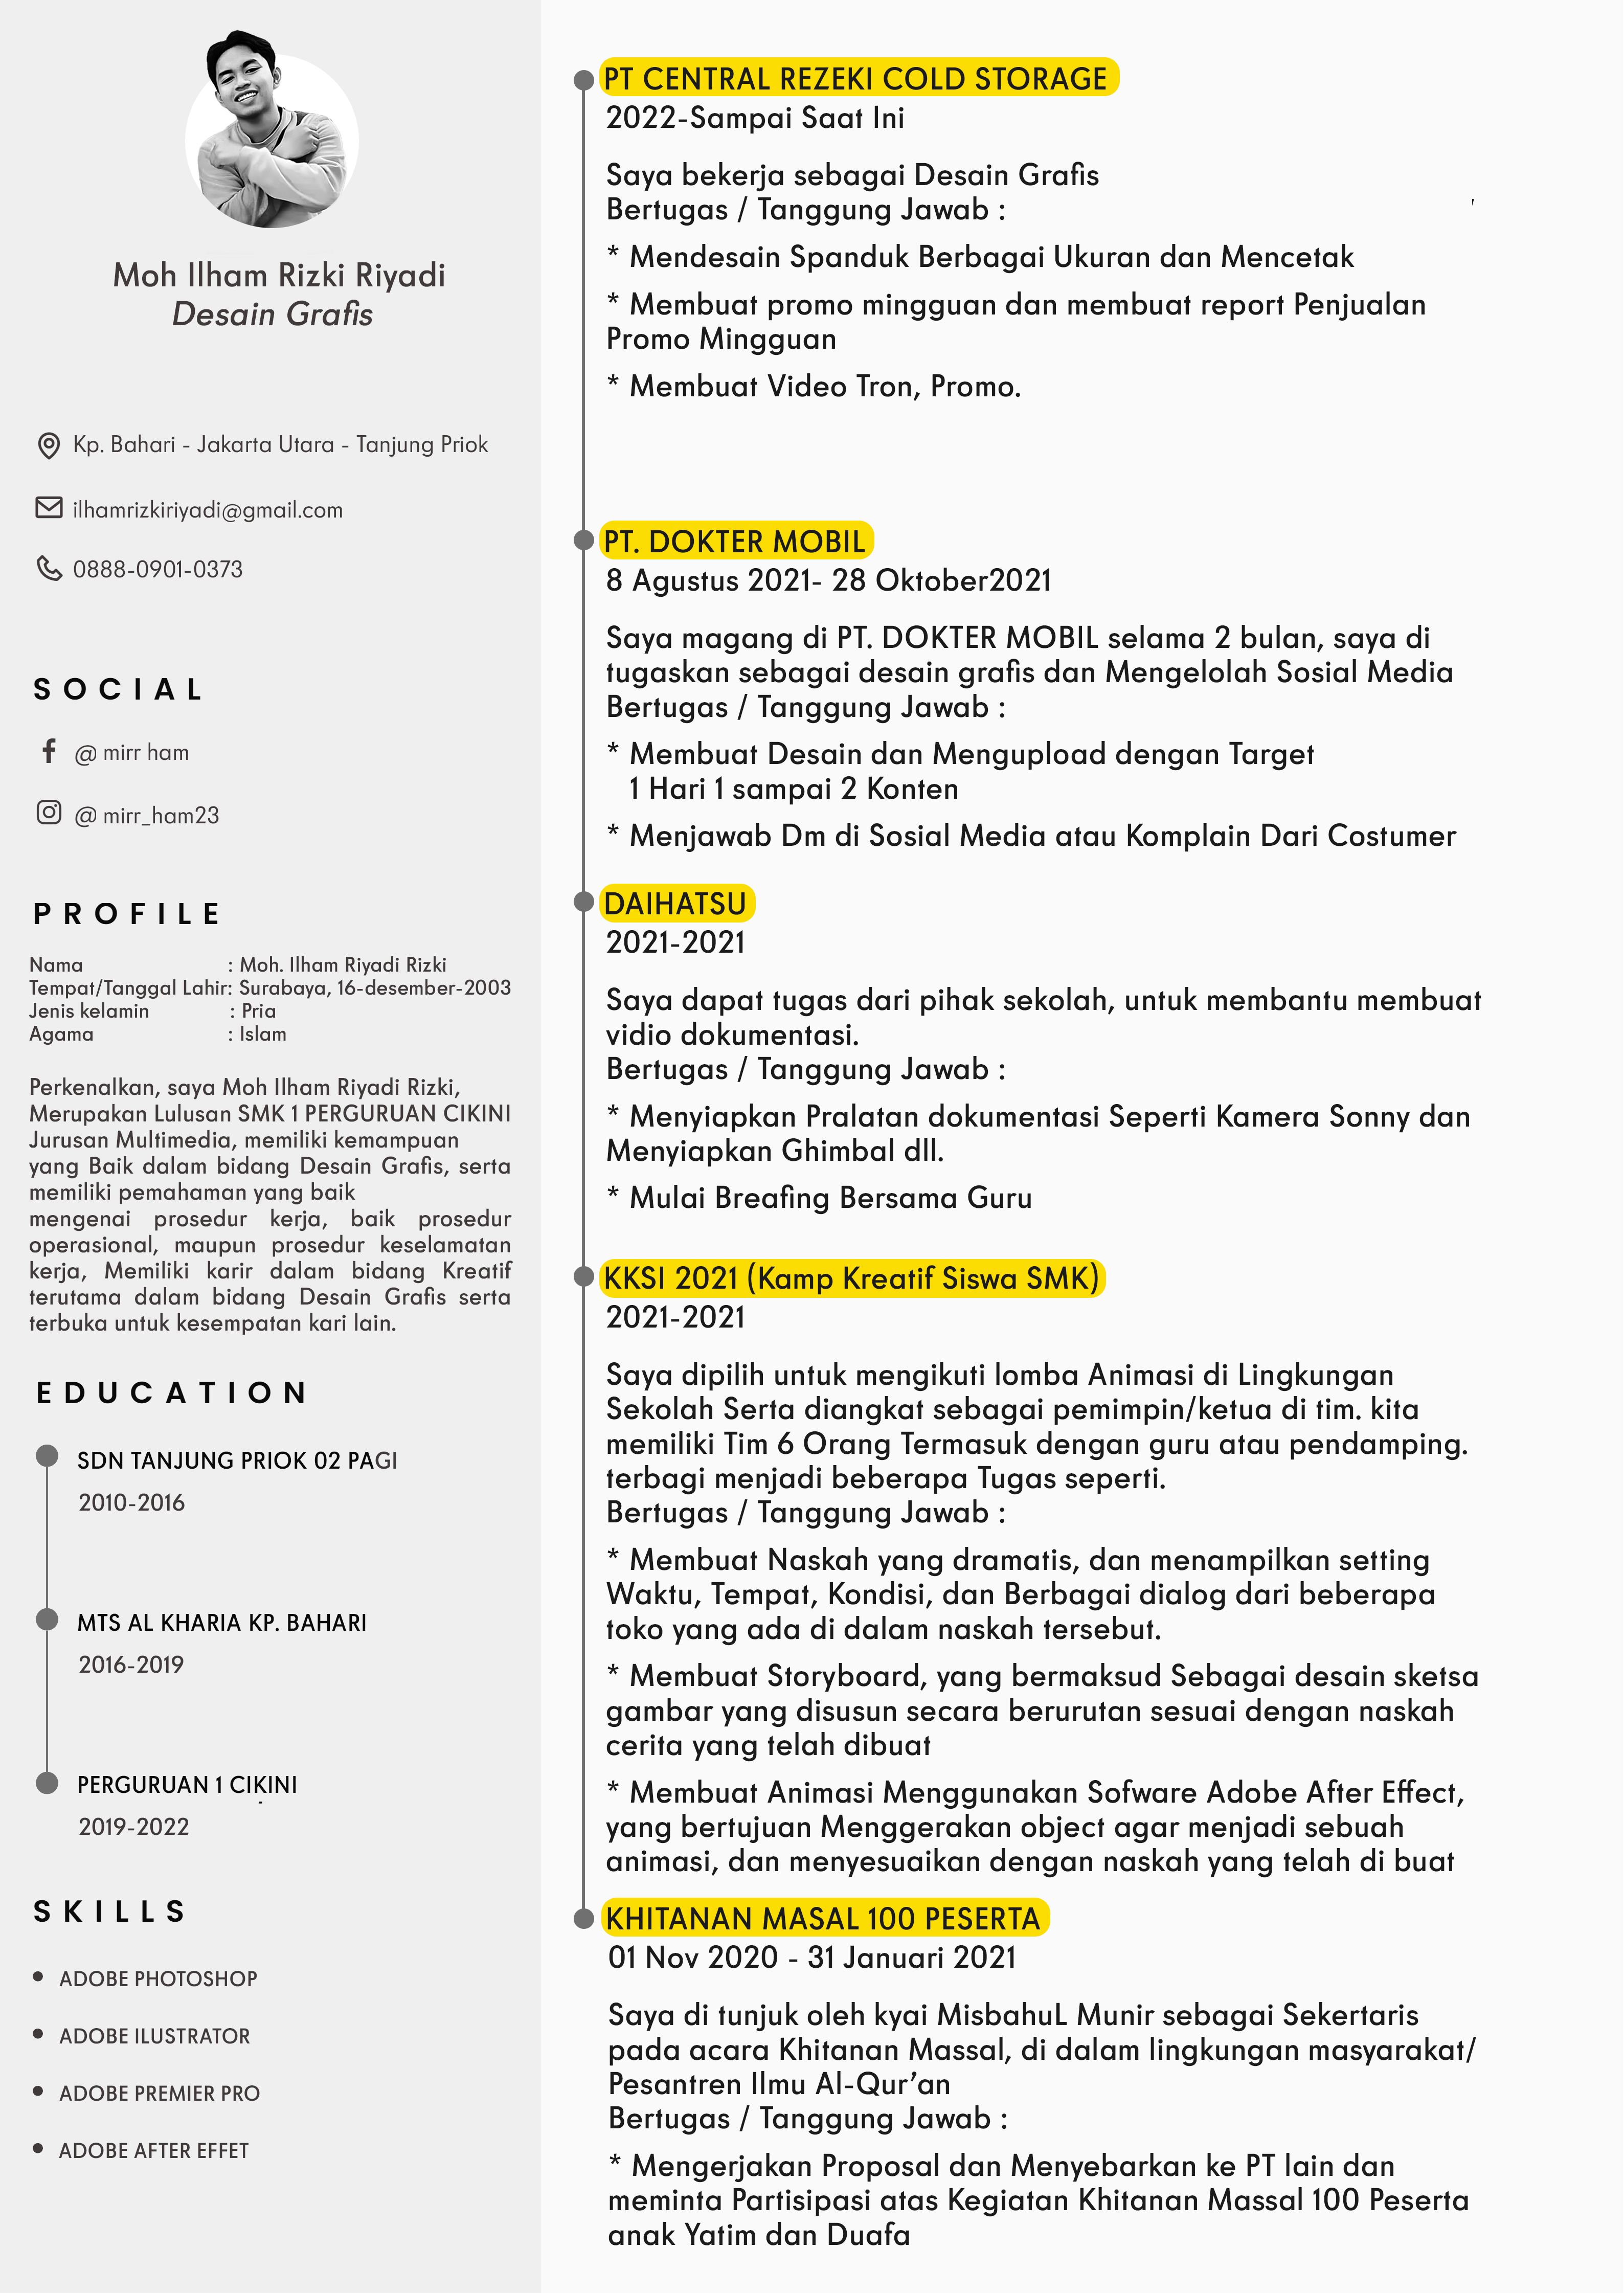 Moh Ilham Rizki Riyadi
Desain Grafis
Kp. Bahari - Jakarta Utara - Tanjung Priok
ilhamrizkiriyadi@gmail.com
0888-0901-0373
SOCIAL
@ mirr ham
@ mirr_ham23
PROFILE
Nama : Moh. Ilham Riyadi Rizki
Tempat/Tanggal Lahir: Surabaya, 16-desember-2003
Jenis kelamin : Pria
Agama : Islam
Perkenalkan, saya Moh Ilham Riyadi Rizki,
Merupakan Lulusan SMK 1 PERGURUAN CIKINI
Jurusan Multimedia, memiliki kemampuan
yang Baik dalam bidang Desain Grafis, serta
memiliki pemahaman yang baik
mengenai prosedur kerja, baik prosedur
operasional, maupun prosedur keselamatan
kerja, Memiliki karir dalam bidang Kreatif
terutama dalam bidang Desain Grafis serta
terbuka untuk kesempatan kari lain.
EDUCATION
SDN TANJUNG PRIOK 02 PAGI
2010-2016
MTS AL KHARIA KP. BAHARI
2016-2019
PERGURUAN 1 CIKINI
2019-2022
SKILLS
• ADOBE PHOTOSHOP
• ADOBE ILUSTRATOR
• ADOBE PREMIER PRO
• ADOBE AFTER EFFET
PT CENTRAL REZEKI COLD STORAGE
2022-Sampai Saat Ini
Saya bekerja sebagai Desain Grafis
Bertugas / Tanggung Jawab :
* Mendesain Spanduk Berbagai Ukuran dan Mencetak
* Membuat promo mingguan dan membuat report Penjualan
Promo Mingguan
* Membuat Video Tron, Promo.
PT. DOKTER MOBIL
8 Agustus 2021- 28 Oktober2021
Saya magang di PT. DOKTER MOBIL selama 2 bulan, saya di
tugaskan sebagai desain grafis dan Mengelolah Sosial Media
Bertugas / Tanggung Jawab :
* Membuat Desain dan Mengupload dengan Target
1 Hari 1 sampai 2 Konten
* Menjawab Dm di Sosial Media atau Komplain Dari Costumer
DAIHATSU
2021-2021
Saya dapat tugas dari pihak sekolah, untuk membantu membuat
vidio dokumentasi.
Bertugas / Tanggung Jawab :
* Menyiapkan Pralatan dokumentasi Seperti Kamera Sonny dan
Menyiapkan Ghimbal dll.
* Mulai Breafing Bersama Guru
KKSI 2021 (Kamp Kreatif Siswa SMK)
2021-2021
Saya dipilih untuk mengikuti lomba Animasi di Lingkungan
Sekolah Serta diangkat sebagai pemimpin/ketua di tim. kita
memiliki Tim 6 Orang Termasuk dengan guru atau pendamping.
terbagi menjadi beberapa Tugas seperti.
Bertugas / Tanggung Jawab :
* Membuat Naskah yang dramatis, dan menampilkan setting
Waktu, Tempat, Kondisi, dan Berbagai dialog dari beberapa
toko yang ada di dalam naskah tersebut.
* Membuat Storyboard, yang bermaksud Sebagai desain sketsa
gambar yang disusun secara berurutan sesuai dengan naskah
cerita yang telah dibuat
* Membuat Animasi Menggunakan Sofware Adobe After Effect,
yang bertujuan Menggerakan object agar menjadi sebuah
animasi, dan menyesuaikan dengan naskah yang telah di buat
KHITANAN MASAL 100 PESERTA
01 Nov 2020 - 31 Januari 2021
Saya di tunjuk oleh kyai MisbahuL Munir sebagai Sekertaris
pada acara Khitanan Massal, di dalam lingkungan masyarakat/
Pesantren Ilmu Al-Qur’an
Bertugas / Tanggung Jawab :
* Mengerjakan Proposal dan Menyebarkan ke PT lain dan
meminta Partisipasi atas Kegiatan Khitanan Massal 100 Peserta
anak Yatim dan Duafa